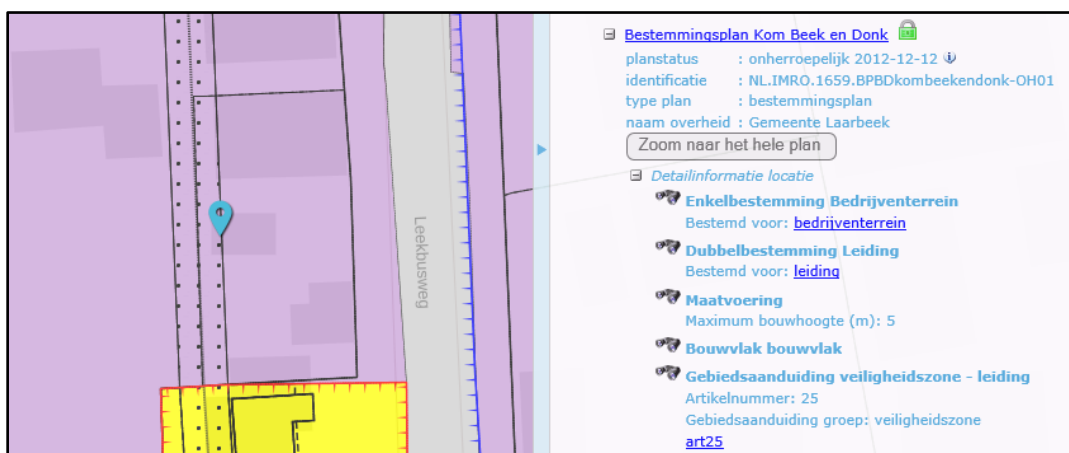 Leekbusweg
Bestemmingsplan Kom Beek en Donk
planstatus : onherroepelijk 2012-12-12
identificatie : NL.IMRO.1659.BPBDkombeekendonk-OH01
type plan : bestemmingsplan
naam overheid : Gemeente Laarbeek
Zoom naar het hele plan
Detailinformatie locatie
Enkelbestemming Bedrijventerrein
Bestemd voor: bedrijventerrein
Dubbelbestemming Leiding
Bestemd voor: leiding
Maatvoering
Maximum bouwhoogte (m): 5
Bouwvlak bouwvlak
Gebiedsaanduiding veiligheidszone - leiding
Artikelnummer: 25
Gebiedsaanduiding groep: veiligheidszone
art25